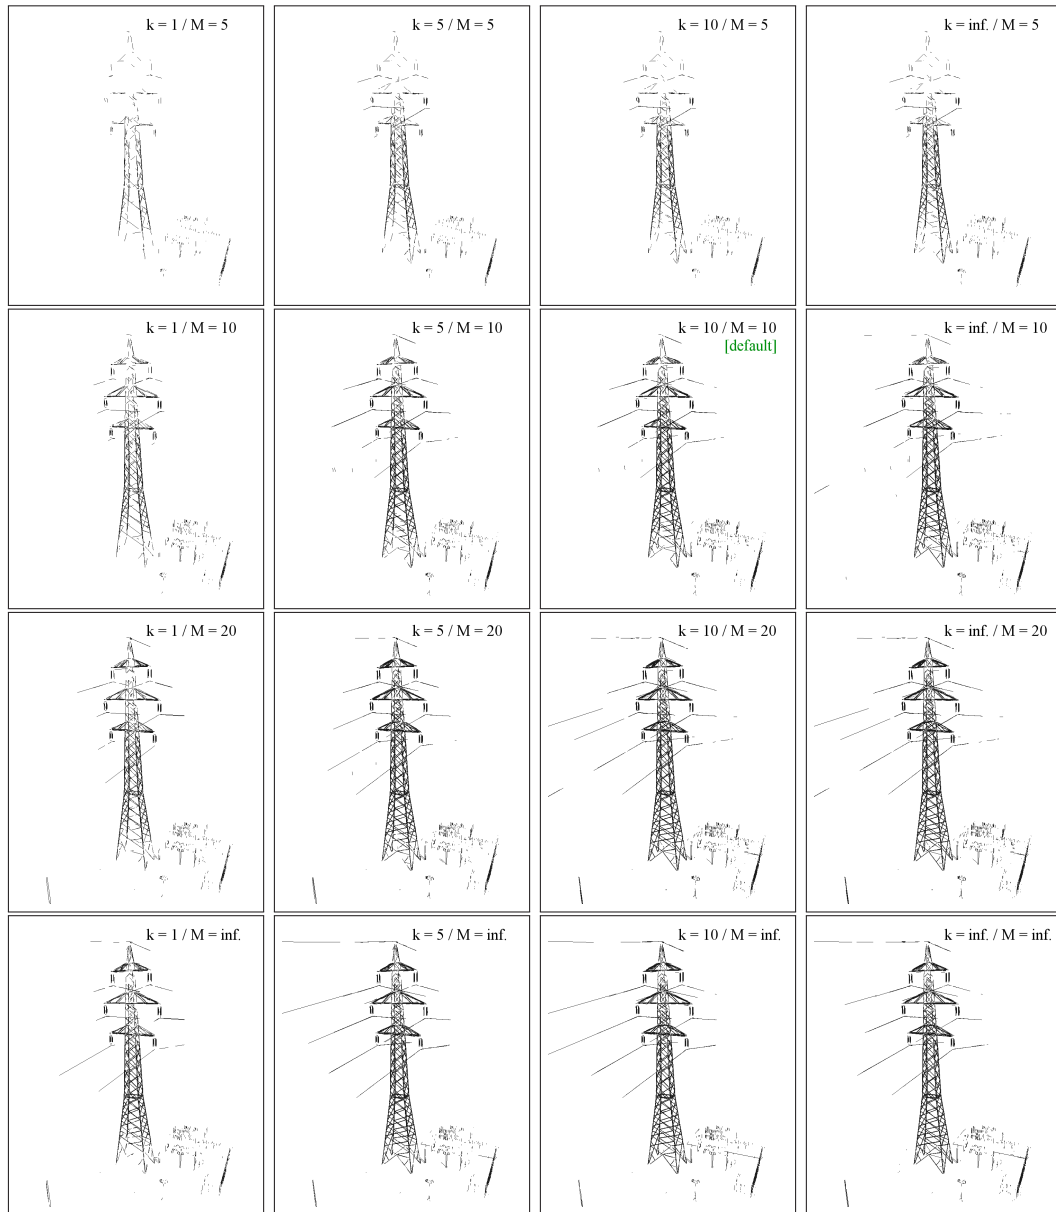 k = 1 / M = 5
k = 5 / M = 5
k = 10 / M = 5
k = inf. / M = 5
k = 1 / M = 10
k = 5 / M = 10
k = 10 / M = 10
[default]
k = inf. / M = 10
k = 1 / M = 20
k = 5 / M = 20
k = 10 / M = 20
k = inf. / M = 20
k = 1 / M = inf.
k = 5 / M = inf.
k = 10 / M = inf.
k = inf. / M = inf.